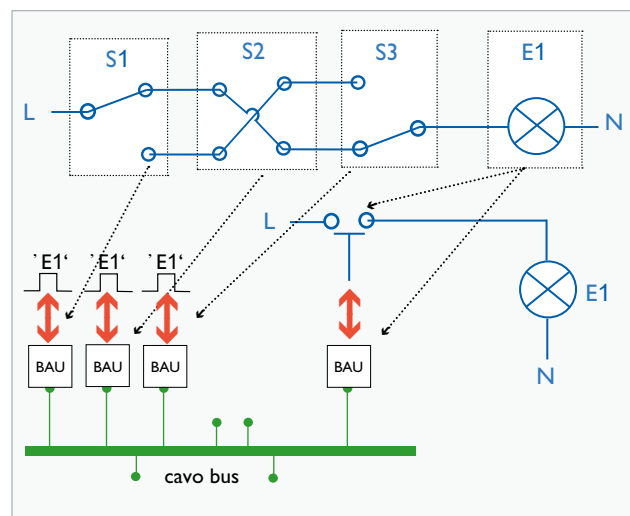 S1 S2 S3 E1
L N
L
'E1' 'E1' 'E1' E1
BAU BAU BAU BAU N
cavo bus